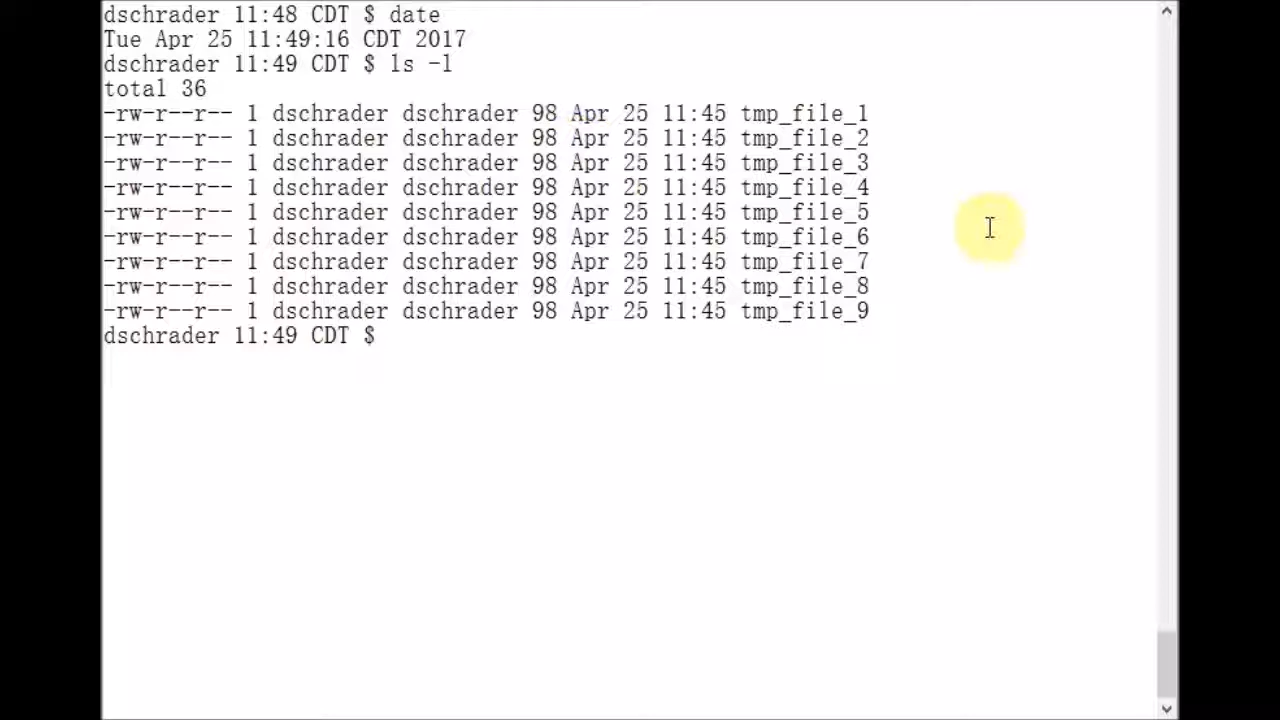 dschrader 11:48 CDT $ date
Tue Apr 25 11:49:16 CDT 2017
dschrader 11:49 CDT $ ls -l
total 36
-rw-r--r-- 1 dschrader dschrader 98 Apr 25 11:45 tmp_file_1
-rw-r--r-- 1 dschrader dschrader 98 Apr 25 11:45 tmp_file_2
-rw-r--r-- 1 dschrader dschrader 98 Apr 25 11:45 tmp_file_3
-rw-r--r-- 1 dschrader dschrader 98 Apr 25 11:45 tmp_file_4
-rw-r--r-- 1 dschrader dschrader 98 Apr 25 11:45 tmp_file_5
-rw-r--r-- 1 dschrader dschrader 98 Apr 25 11:45 tmp_file_6
-rw-r--r-- 1 dschrader dschrader 98 Apr 25 11:45 tmp_file_7
-rw-r--r-- 1 dschrader dschrader 98 Apr 25 11:45 tmp_file_8
-rw-r--r-- 1 dschrader dschrader 98 Apr 25 11:45 tmp_file_9
dschrader 11:49 CDT $